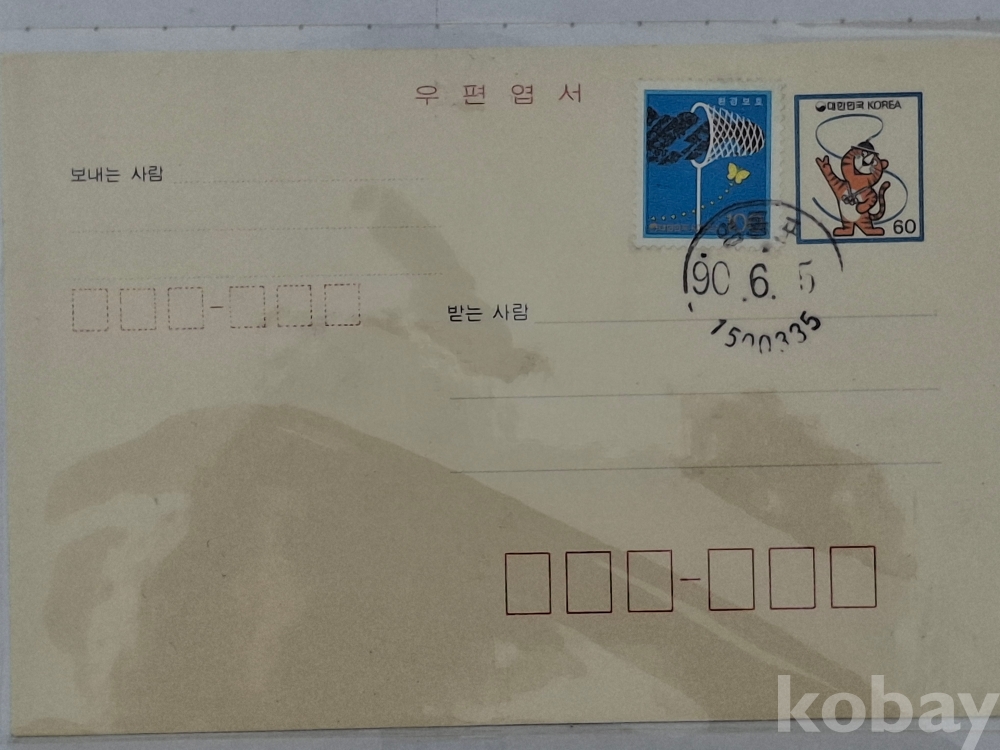 우편엽서
환경보호
대한민국 KOREA
보내는 사람
60
90.6.5
받는 사람
kobay